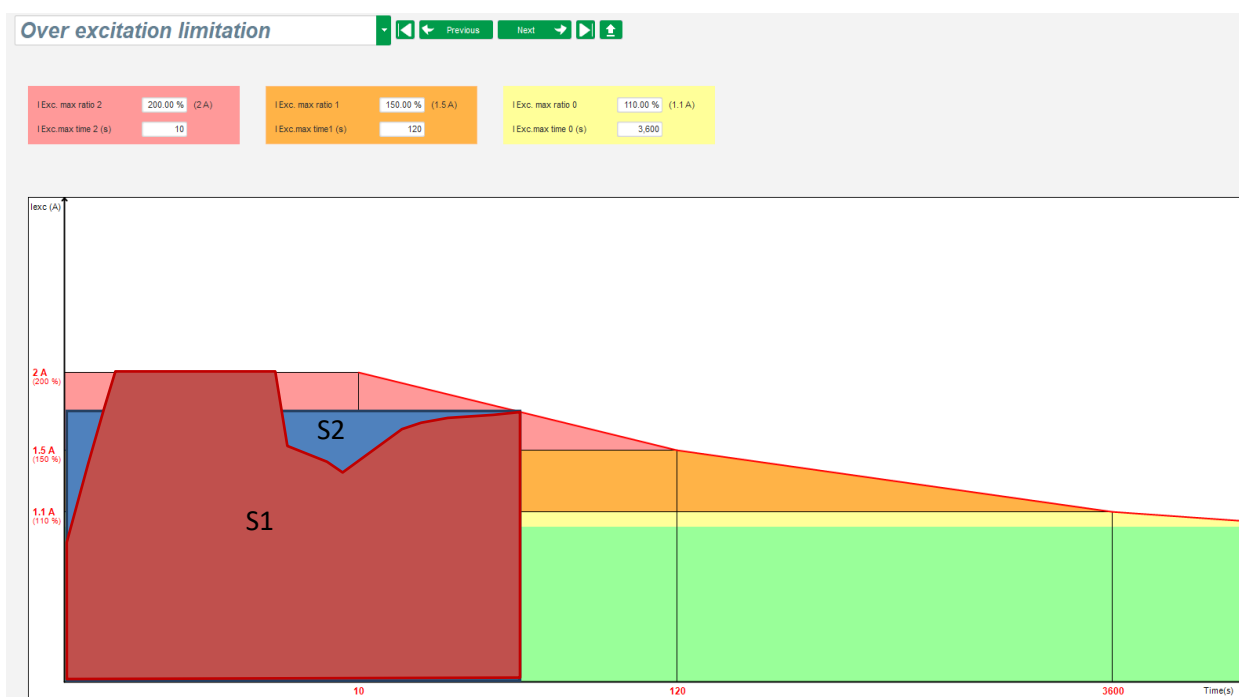 Over excitation limitation
Previous
Next
I Exc. max ratio 2 200.00 % (2 A)
I Exc.max time 2 (s) 10
I Exc. max ratio 1 150.00 % (1.5 A)
I Exc.max time1 (s) 120
I Exc. max ratio 0 110.00 % (1.1 A)
I Exc.max time 0 (s) 3,600
Iexc (A)
2 A
(200 %)
S2
1.5 A
(150 %)
1.1 A
(110 %)
S1
10
120
3600
Time(s)